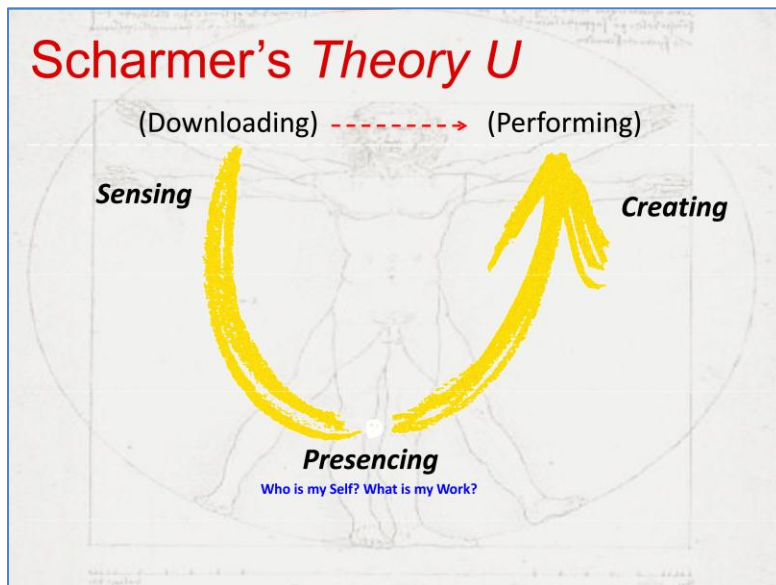 Scharmer's Theory U
(Downloading) (Performing)
Sensing
Creating
Presencing
Who is my Self? What is my Work?